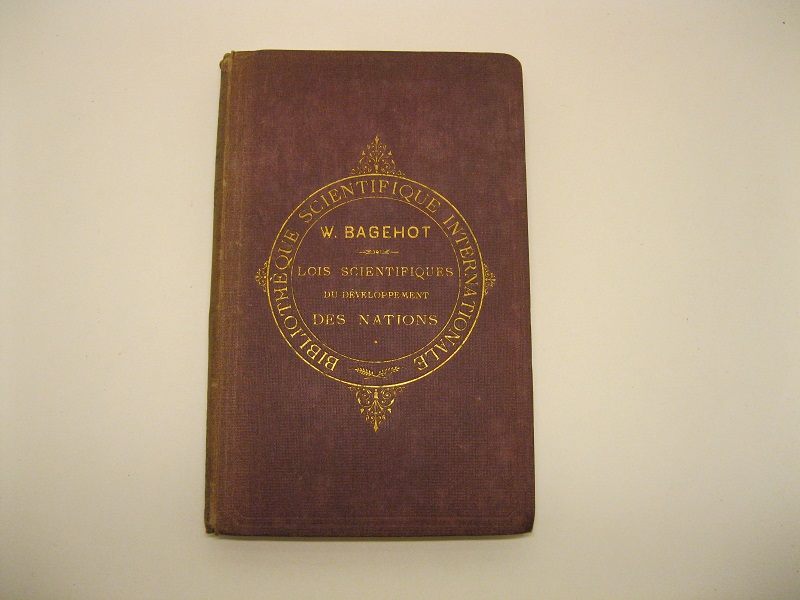 BIBLIOTHÈQUE SCIENTIFIQUE INTERNATIONALE
W. BAGEHOT
LOIS SCIENTIFIQUES
DU DÉVELOPPEMENT
DES NATIONS